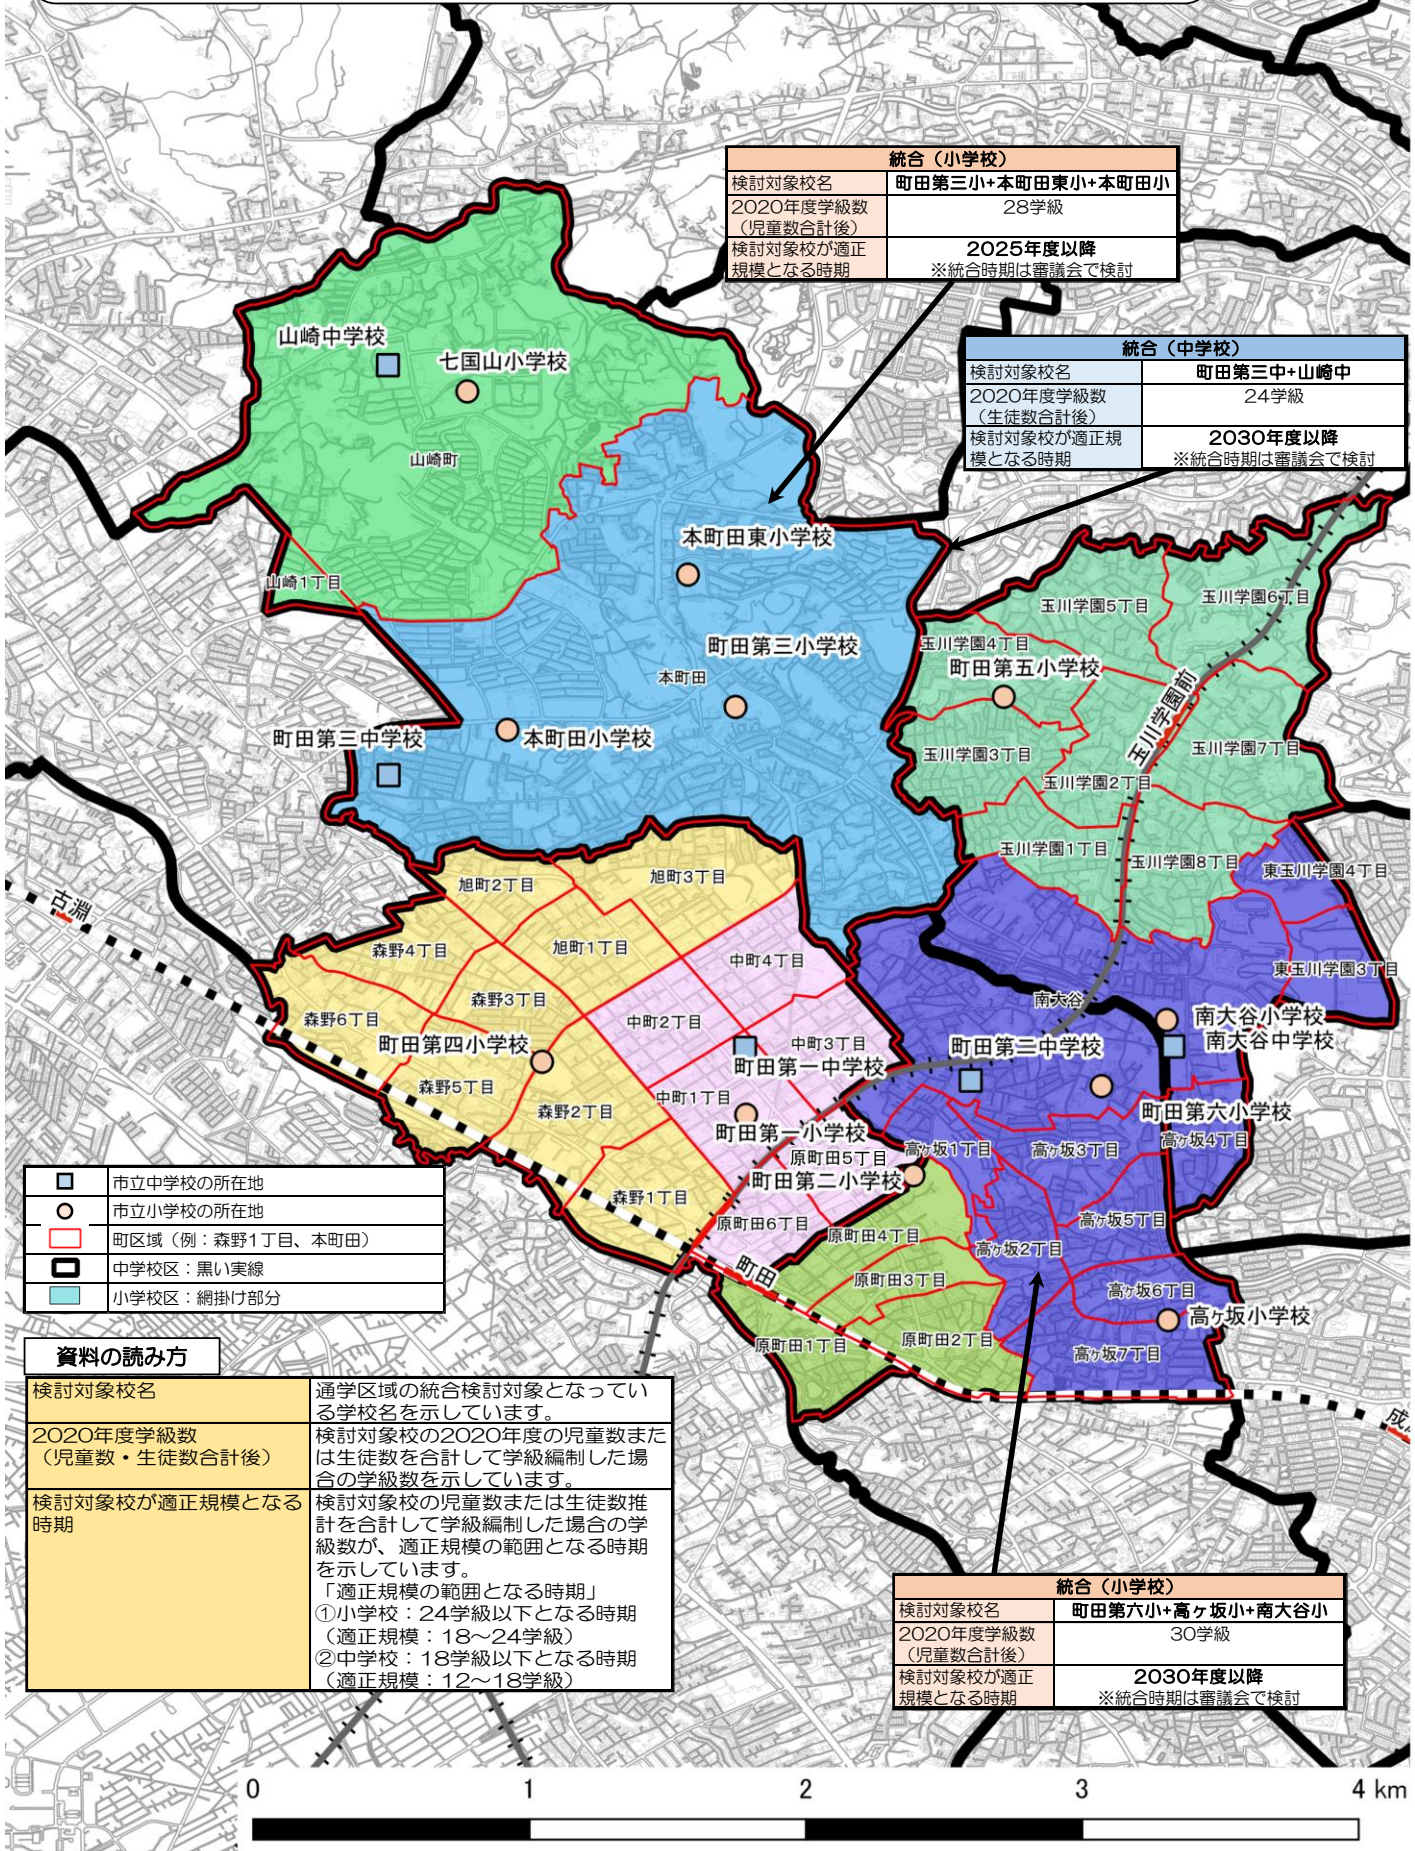 統合（小学校）
検討対象校名
町田第三小+本町田東小+本町田小
2020年度学級数
（児童数合計後）
28学級
検討対象校が適正
規模となる時期
2025年度以降
※統合時期は審議会で検討
統合（中学校）
検討対象校名
町田第三中+山崎中
2020年度学級数
（生徒数合計後）
24学級
検討対象校が適正規
模となる時期
2030年度以降
※統合時期は審議会で検討
山崎中学校
七国山小学校
山崎町
山崎1丁目
本町田東小学校
町田第三小学校
本町田
本町田小学校
町田第三中学校
玉川学園5丁目
玉川学園6丁目
玉川学園4丁目
町田第五小学校
玉川学園前
玉川学園3丁目
玉川学園7丁目
玉川学園2丁目
玉川学園1丁目
玉川学園8丁目
東玉川学園4丁目
東玉川学園3丁目
古淵
旭町2丁目
旭町3丁目
旭町1丁目
森野4丁目
森野3丁目
森野6丁目
町田第四小学校
森野5丁目
森野2丁目
森野1丁目
中町4丁目
中町2丁目
中町3丁目
町田第一中学校
中町1丁目
町田第一小学校
原町田5丁目
町田第二小学校
原町田6丁目
原町田4丁目
町田
原町田3丁目
原町田1丁目
原町田2丁目
南大谷
南大谷小学校
南大谷中学校
町田第二中学校
町田第六小学校
高ヶ坂1丁目
高ヶ坂3丁目
高ヶ坂4丁目
高ヶ坂5丁目
高ヶ坂2丁目
高ヶ坂6丁目
高ヶ坂小学校
高ヶ坂7丁目
成
市立中学校の所在地
市立小学校の所在地
町区域（例：森野1丁目、本町田）
中学校区：黒い実線
小学校区：網掛け部分
資料の読み方
検討対象校名
通学区域の統合検討対象となってい
る学校名を示しています。
2020年度学級数
（児童数・生徒数合計後）
検討対象校の2020年度の児童数また
は生徒数を合計して学級編制した場
合の学級数を示しています。
検討対象校が適正規模となる
時期
検討対象校の児童数または生徒数推
計を合計して学級編制した場合の学
級数が、適正規模の範囲となる時期
を示しています。
「適正規模の範囲となる時期」
①小学校：24学級以下となる時期
（適正規模：18～24学級）
②中学校：18学級以下となる時期
（適正規模：12～18学級）
統合（小学校）
検討対象校名
町田第六小+高ヶ坂小+南大谷小
2020年度学級数
（児童数合計後）
30学級
検討対象校が適正
規模となる時期
2030年度以降
※統合時期は審議会で検討
0 1 2 3 4 km